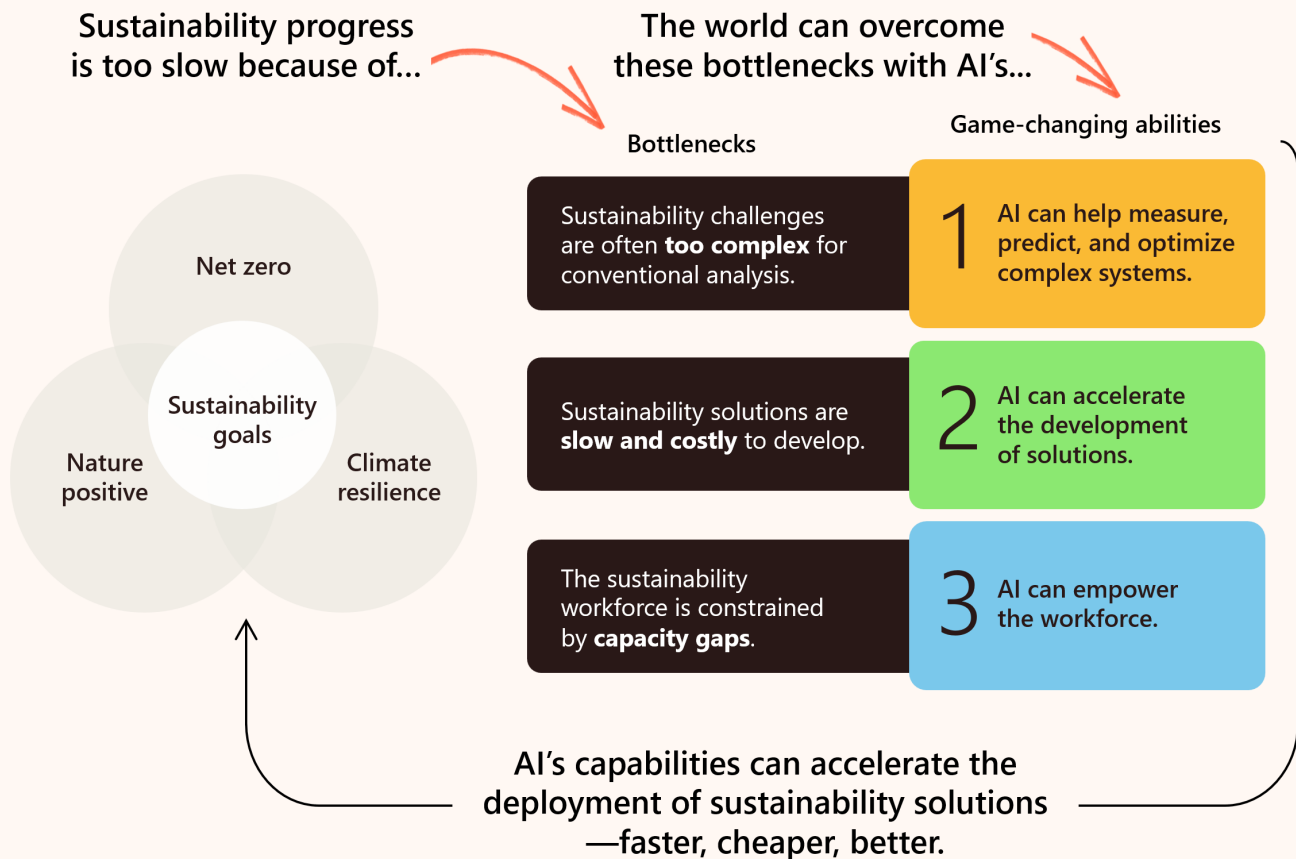 Sustainability progress
is too slow because of...
The world can overcome
these bottlenecks with AI’s...
Net zero
Sustainability
goals
Nature
positive
Climate
resilience
Bottlenecks
Game-changing abilities
Sustainability challenges
are often too complex for
conventional analysis.
1
AI can help measure,
predict, and optimize
complex systems.
Sustainability solutions are
slow and costly to develop.
2
AI can accelerate
the development
of solutions.
The sustainability
workforce is constrained
by capacity gaps.
3
AI can empower
the workforce.
AI’s capabilities can accelerate the
deployment of sustainability solutions
—faster, cheaper, better.